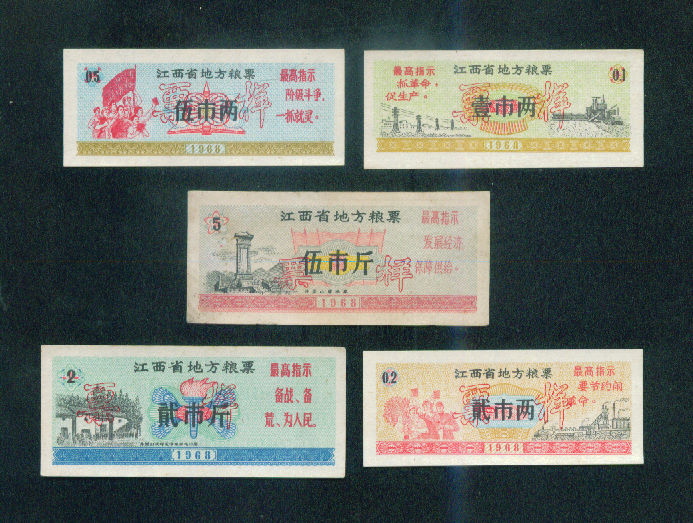 0.5
江西省地方粮票
最高指示
阶级斗争,
一抓就灵。
伍市两
票样
1968
江西省地方粮票
0.1
最高指示
抓革命,
促生产。
壹市两
票样
1968
5
江西省地方粮票
最高指示
发展经济
保障供给。
伍市斤
票样
1968
2
江西省地方粮票
最高指示
备战、备
荒、为人民。
贰市斤
票样
1968
0.2
江西省地方粮票
最高指示
要节约闹
革命。
贰市两
票样
1968